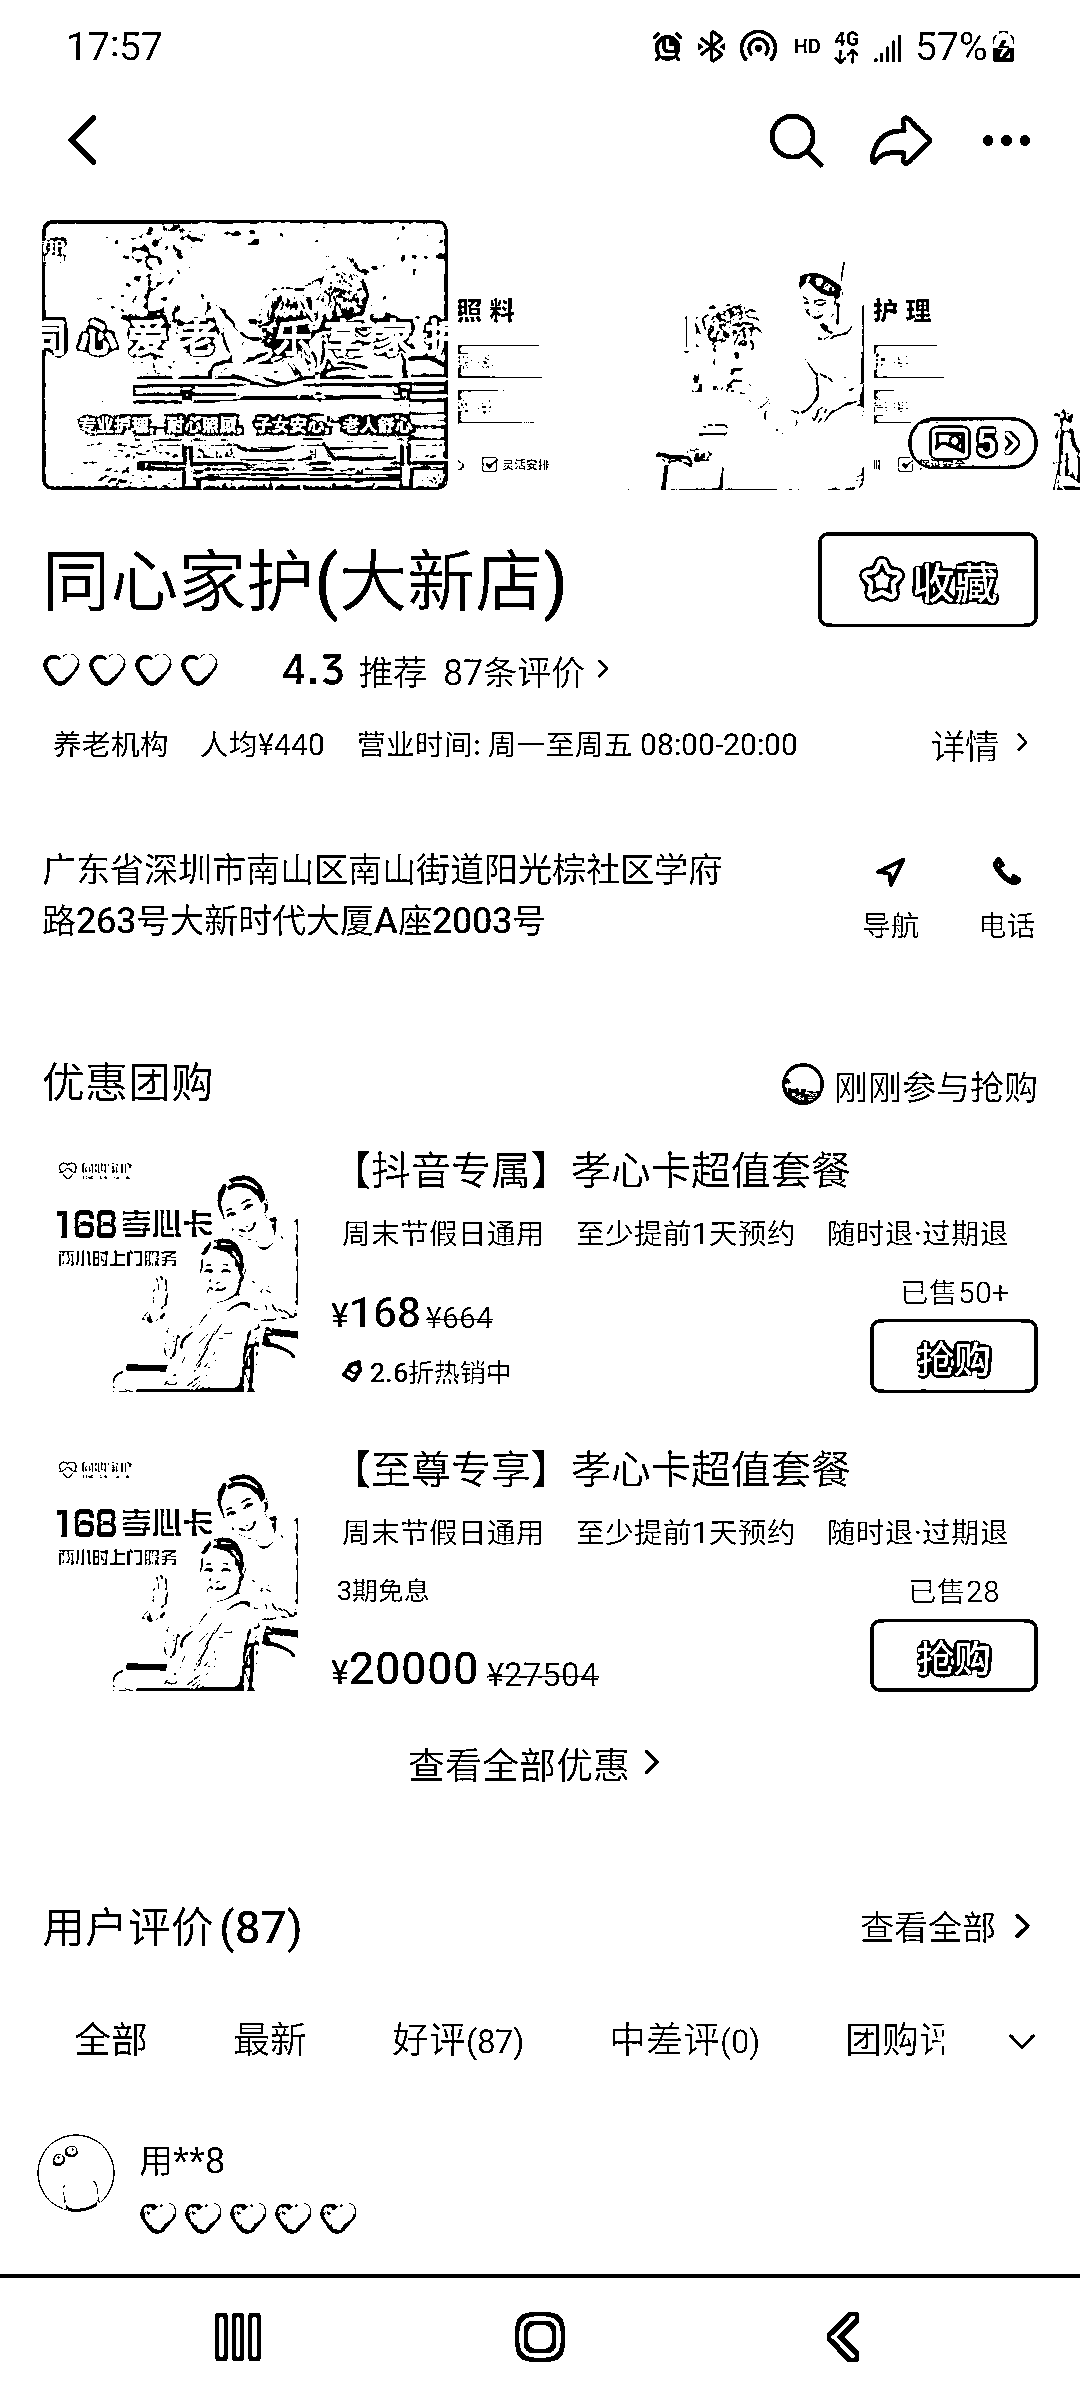 17:57
HD 4G 57%
同心爱老 乐享家护
专业护理，耐心照顾，子女安心，老人舒心
照料
灵活安排
护理
5
同心家护(大新店)
收藏
4.3 推荐 87条评价
养老机构 人均¥440 营业时间: 周一至周五 08:00-20:00 详情
广东省深圳市南山区南山街道阳光棕社区学府
路263号大新时代大厦A座2003号
导航 电话
优惠团购
刚刚参与抢购
168孝心卡
两小时上门服务
【抖音专属】孝心卡超值套餐
周末节假日通用 至少提前1天预约 随时退·过期退
已售50+
¥168 ¥664
抢购
2.6折热销中
168孝心卡
两小时上门服务
【至尊专享】孝心卡超值套餐
周末节假日通用 至少提前1天预约 随时退·过期退
3期免息
已售28
¥20000 ¥27504
抢购
查看全部优惠
用户评价(87)
查看全部
全部 最新 好评(87) 中差评(0) 团购评
用**8